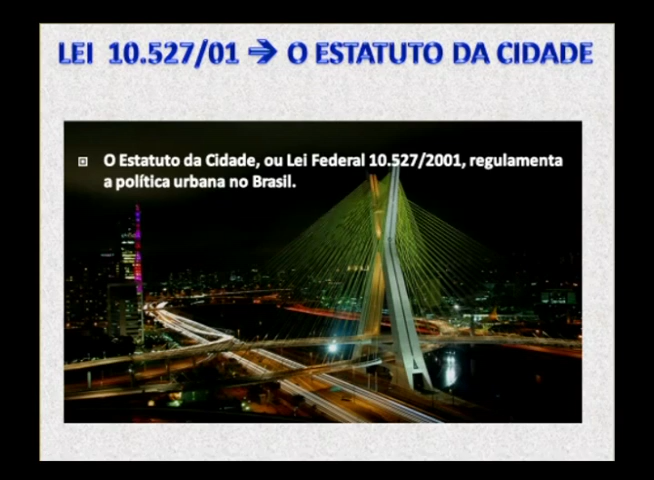 LEI 10.527/01 → O ESTATUTO DA CIDADE
O Estatuto da Cidade, ou Lei Federal 10.527/2001, regulamenta
a política urbana no Brasil.